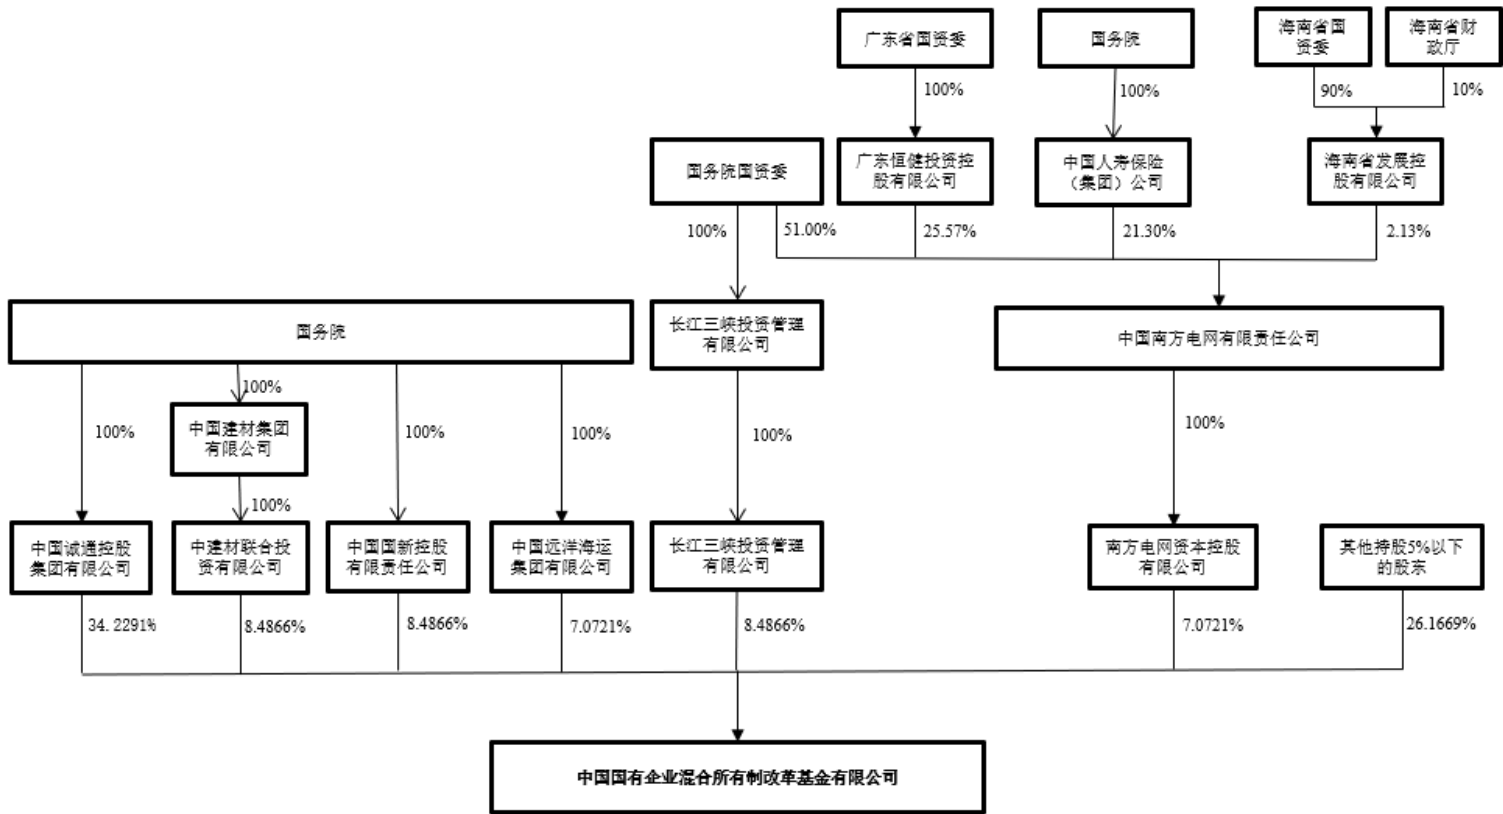 广东省国资委
国务院
海南省国
资委
海南省财
政厅
100%
100%
90%
10%
国务院国资委
广东恒健投资控
股有限公司
中国人寿保险
（集团）公司
海南省发展控
股有限公司
100%
51.00%
25.57%
21.30%
2.13%
国务院
长江三峡投资管理
有限公司
中国南方电网有限责任公司
100%
中国建材集团
有限公司
100%
100%
100%
100%
100%
100%
中国诚通控股
集团有限公司
中建材联合投
资有限公司
中国国新控股
有限责任公司
中国远洋海运
集团有限公司
长江三峡投资管理
有限公司
南方电网资本控股
有限公司
其他持股5%以下
的股东
34.2291%
8.4866%
8.4866%
7.0721%
8.4866%
7.0721%
26.1669%
中国国有企业混合所有制改革基金有限公司